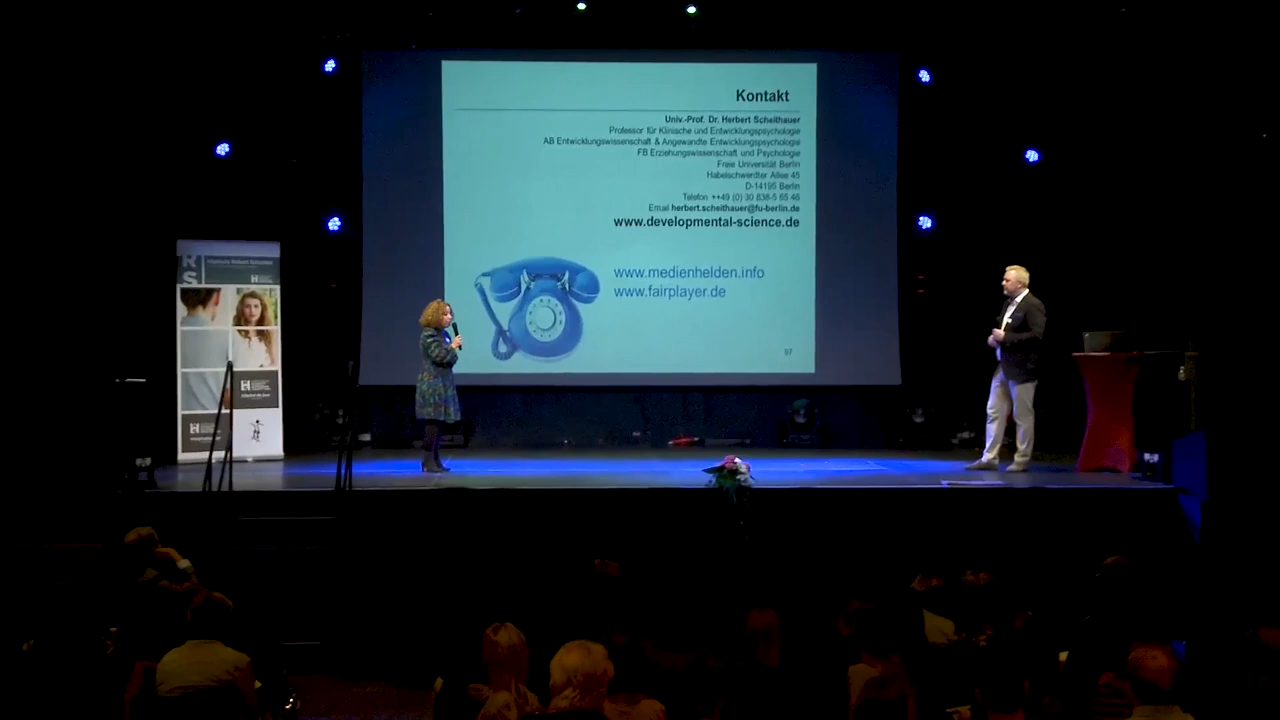 Kontakt
Univ.-Prof. Dr. Herbert Scheithauer
Professor für Klinische und Entwicklungspsychologie
AB Entwicklungswissenschaft & Angewandte Entwicklungspsychologie
FB Erziehungswissenschaft und Psychologie
Freie Universität Berlin
Habelschwerdter Allee 45
D-14195 Berlin
Telefon ++49 (0) 30 838-5 65 46
Email herbert.scheithauer@fu-berlin.de
www.developmental-science.de
www.medienhelden.info
www.fairplayer.de
97
R
S